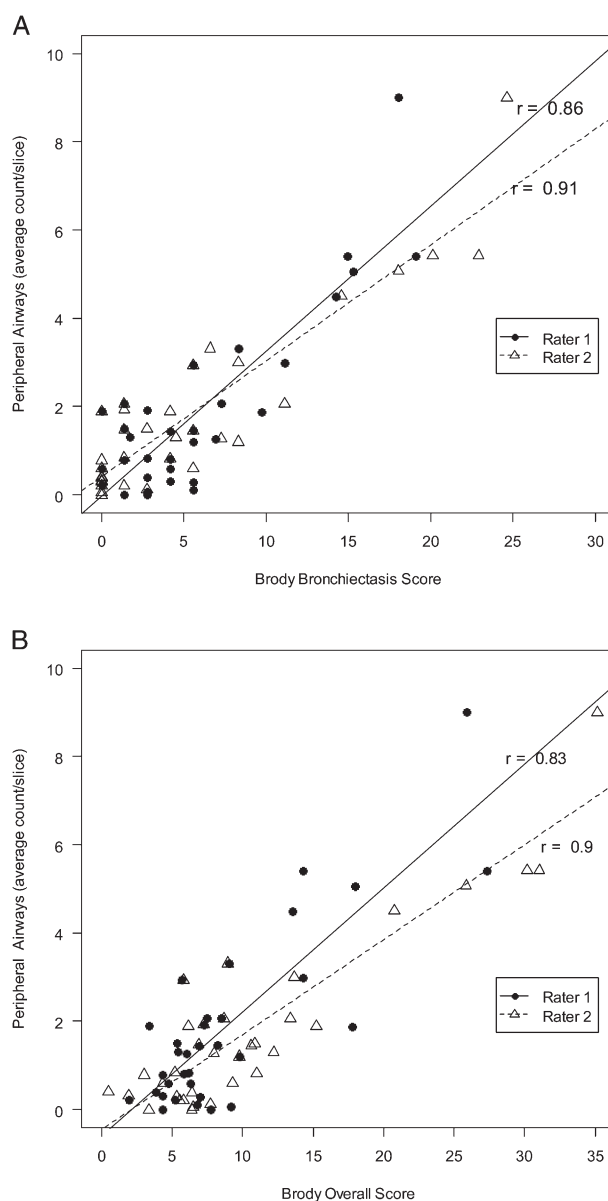 A
Peripheral Airways (average count/slice)
10
8
6
4
2
0
r = 0.86
r = 0.91
Rater 1
Rater 2
0 5 10 15 20 25 30
Brody Bronchiectasis Score
B
Peripheral Airways (average count/slice)
10
8
6
4
2
0
r = 0.83
r = 0.9
Rater 1
Rater 2
0 5 10 15 20 25 30 35
Brody Overall Score